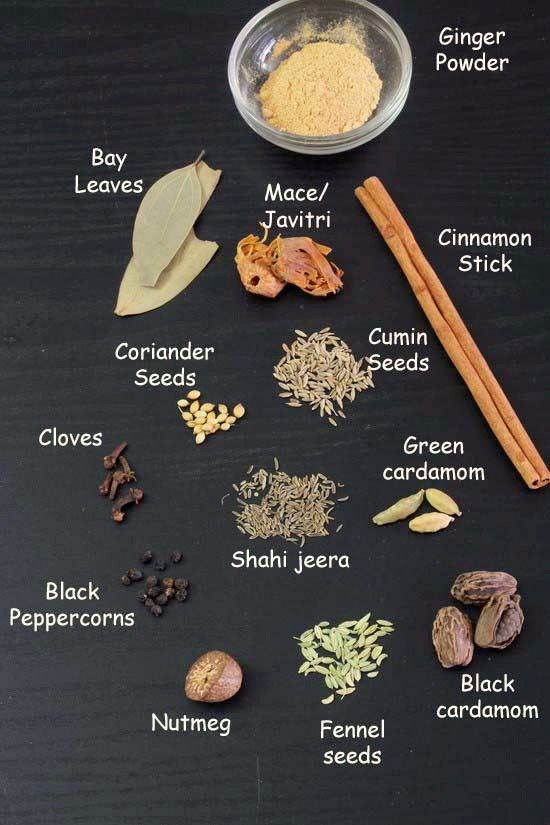 Ginger
Powder
Bay
Leaves
Mace/
Javitri
Cinnamon
Stick
Cumin
Seeds
Coriander
Seeds
Cloves
Green
cardamom
Shahi jeera
Black
Peppercorns
Black
cardamom
Nutmeg
Fennel
seeds